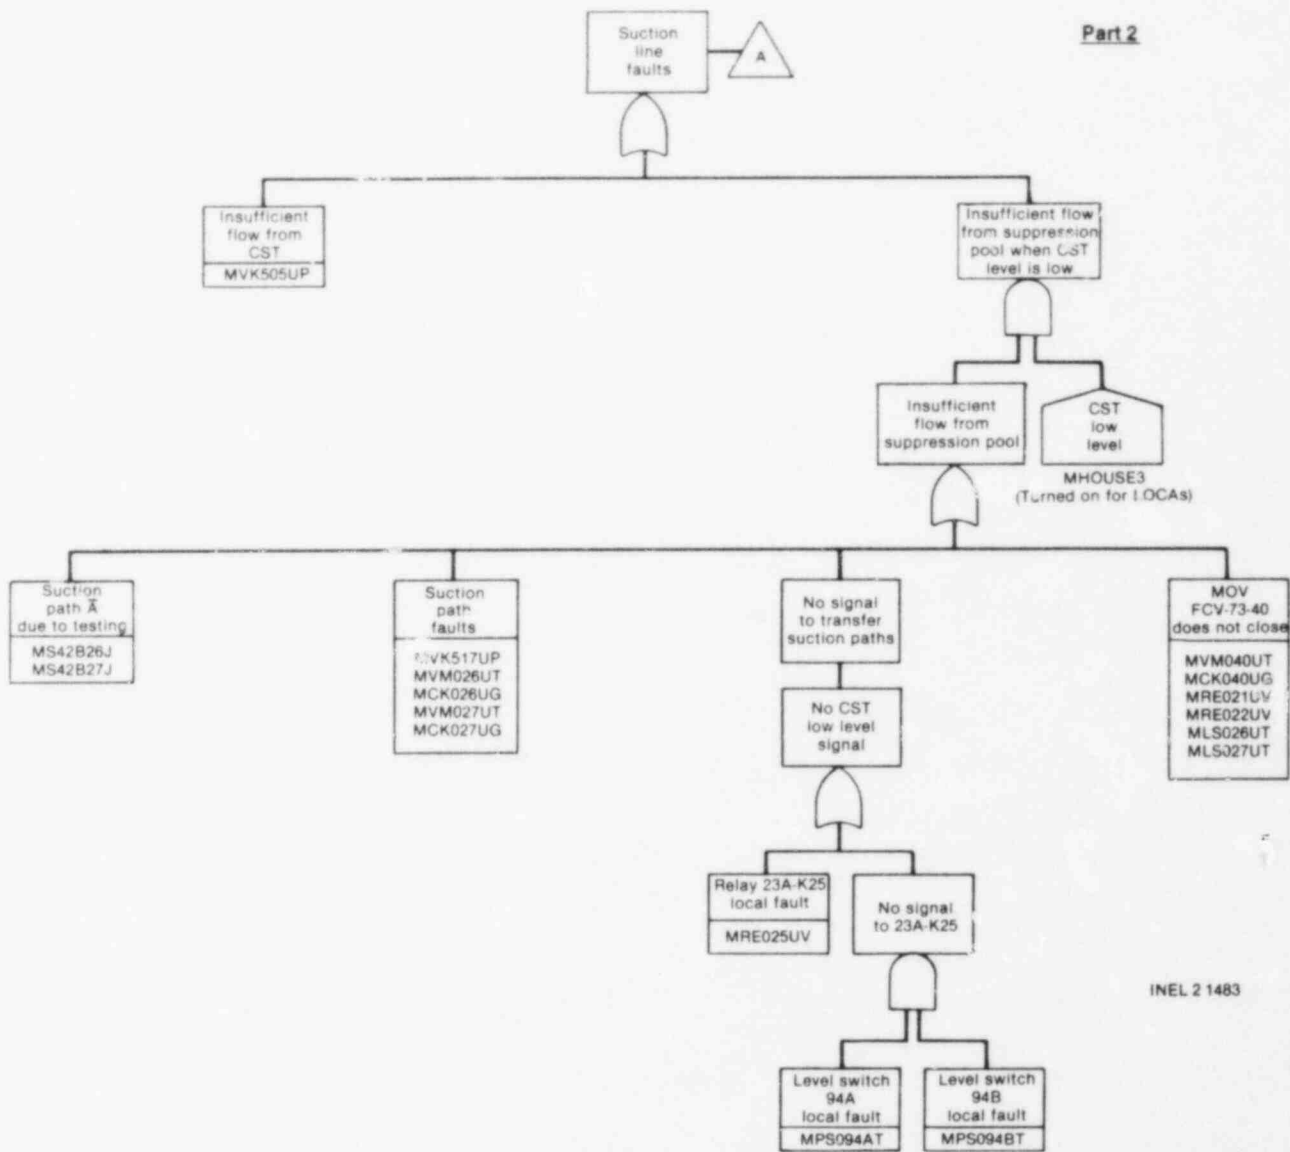 Part 2
Suction
line
faults
A
Insufficient
flow from
CST
MVK505UP
Insufficient flow
from suppression
pool when CST
level is low
Insufficient
flow from
suppression pool
CST
low
level
MHOUSE3
(Turned on for LOCAs)
Suction
path A̅
due to testing
MS42B26J
MS42B27J
Suction
path
faults
MVK517UP
MVM026UT
MCK026UG
MVM027UT
MCK027UG
No signal
to transfer
suction paths
MOV
FCV-73-40
does not close
MVM040UT
MCK040UG
MRE021UV
MRE022UV
MLS026UT
MLS027UT
No CST
low level
signal
Relay 23A-K25
local fault
MRE025UV
No signal
to 23A-K25
INEL 2 1483
Level switch
94A
local fault
MPS094AT
Level switch
94B
local fault
MPS094BT